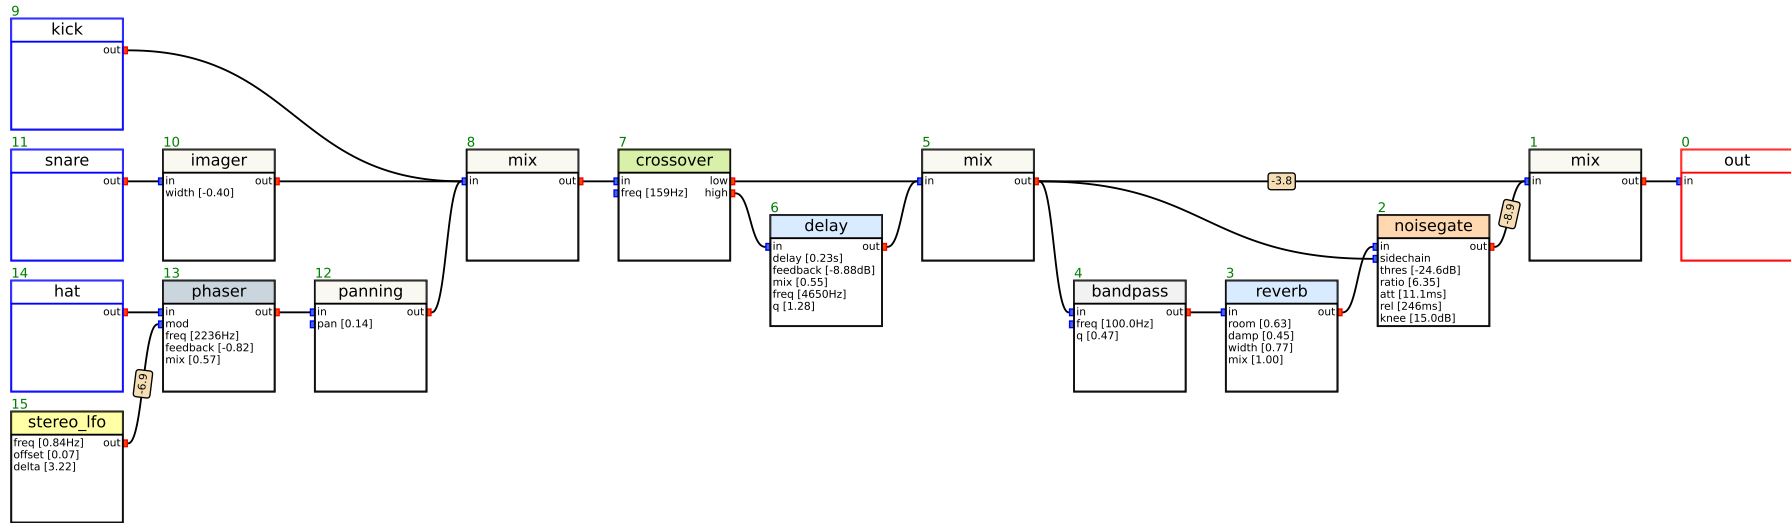 9
kick
out
11
snare
out
10
imager
in out
width [-0.40]
14
hat
out
13
phaser
in out
mod
freq [2236Hz]
feedback [-0.82]
mix [0.57]
12
panning
in out
pan [0.14]
-6.9
15
stereo_lfo
freq [0.84Hz] out
offset [0.07]
delta [3.22]
8
mix
in out
7
crossover
in low
freq [159Hz] high
6
delay
in out
delay [0.23s]
feedback [-8.88dB]
mix [0.55]
freq [4650Hz]
q [1.28]
5
mix
in out
4
bandpass
in out
freq [100.0Hz]
q [0.47]
3
reverb
in out
room [0.63]
damp [0.45]
width [0.77]
mix [1.00]
-3.8
2
noisegate
in out
sidechain
thres [-24.6dB]
ratio [6.35]
att [11.1ms]
rel [246ms]
knee [15.0dB]
-8.9
1
mix
in out
0
out
in